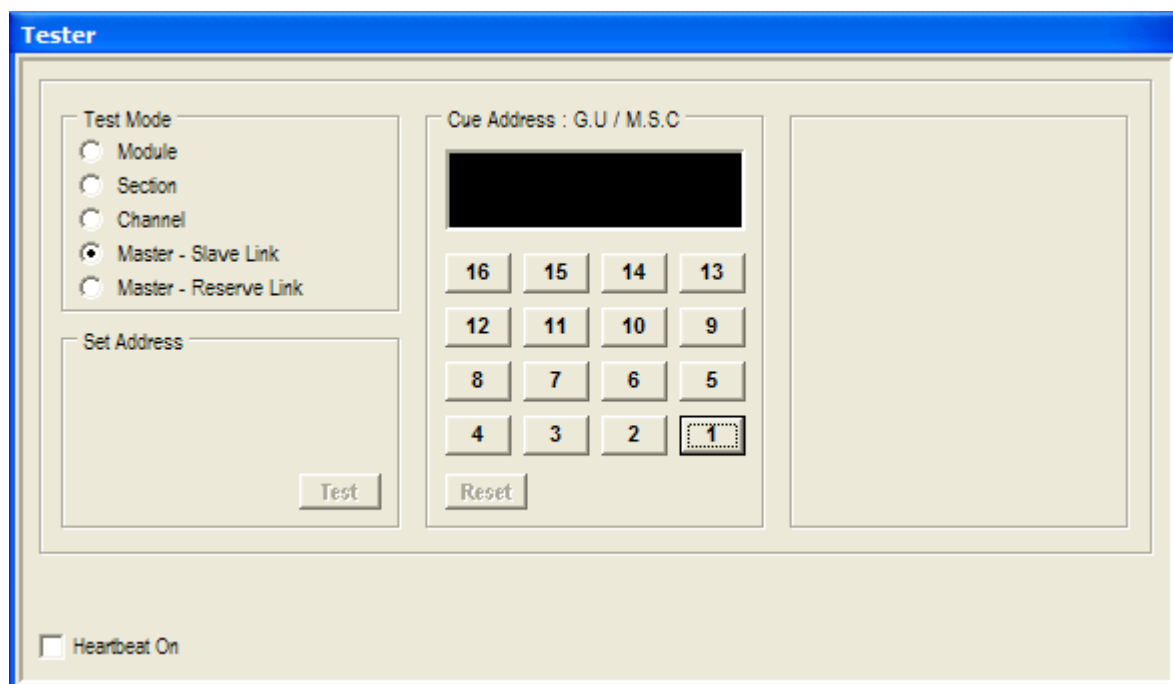 Tester
Test Mode
Module
Section
Channel
Master - Slave Link
Master - Reserve Link
Set Address
Test
Cue Address : G.U / M.S.C
16 15 14 13
12 11 10 9
8 7 6 5
4 3 2 1
Reset
Heartbeat On